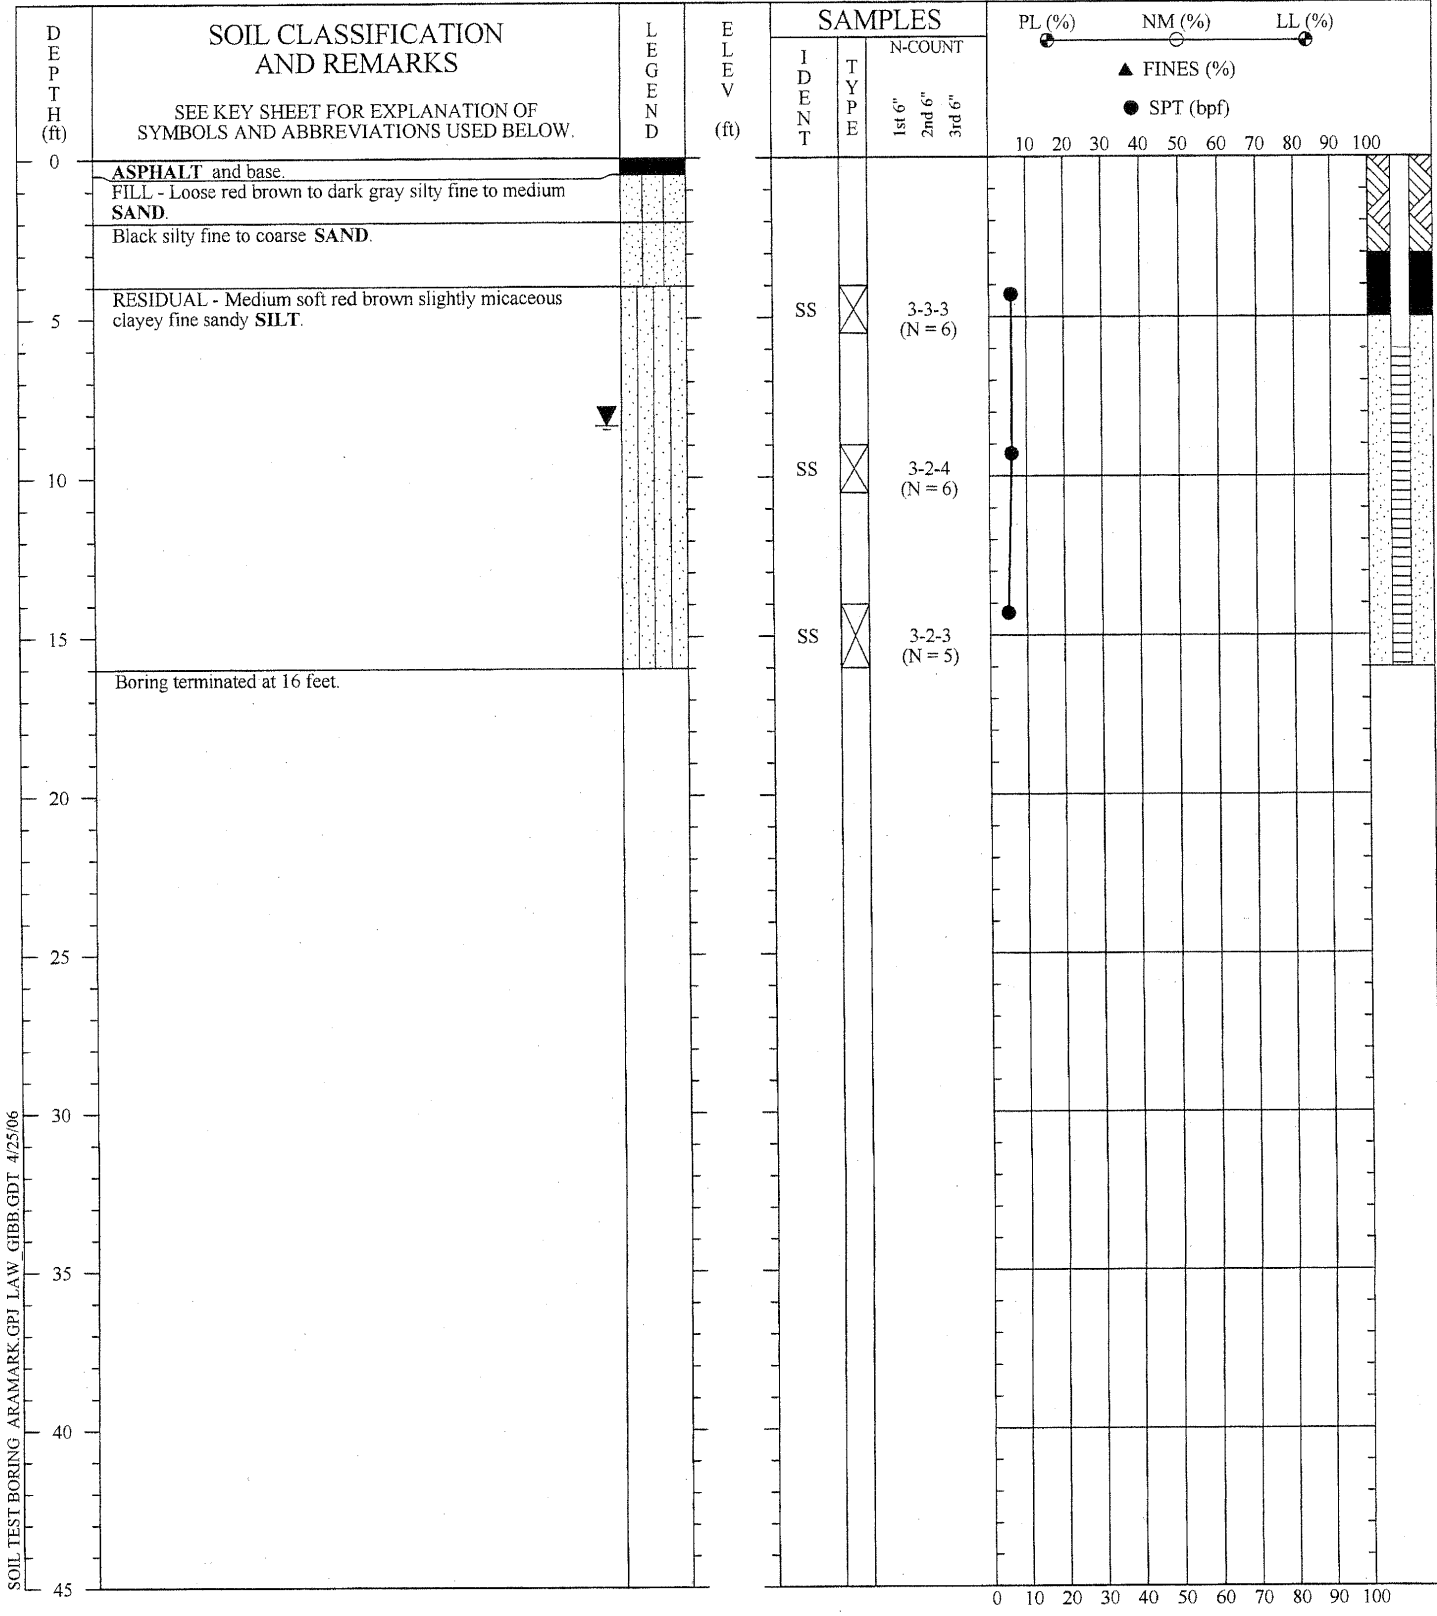 DEPTH (ft)
SOIL CLASSIFICATION
AND REMARKS
SEE KEY SHEET FOR EXPLANATION OF
SYMBOLS AND ABBREVIATIONS USED BELOW.
LEGEND
ELEV (ft)
SAMPLES
IDENT
TYPE
N-COUNT
1st 6"
2nd 6"
3rd 6"
PL (%) NM (%) LL (%)
▲ FINES (%)
● SPT (bpf)
10 20 30 40 50 60 70 80 90 100
0
ASPHALT and base.
FILL - Loose red brown to dark gray silty fine to medium
SAND.
Black silty fine to coarse SAND.
RESIDUAL - Medium soft red brown slightly micaceous
clayey fine sandy SILT.
5
SS
3-3-3
(N = 6)
10
SS
3-2-4
(N = 6)
15
SS
3-2-3
(N = 5)
Boring terminated at 16 feet.
20
25
30
35
40
45
0 10 20 30 40 50 60 70 80 90 100
SOIL TEST BORING ARAMARK.GPJ LAW_GIBB.GDT 4/25/06